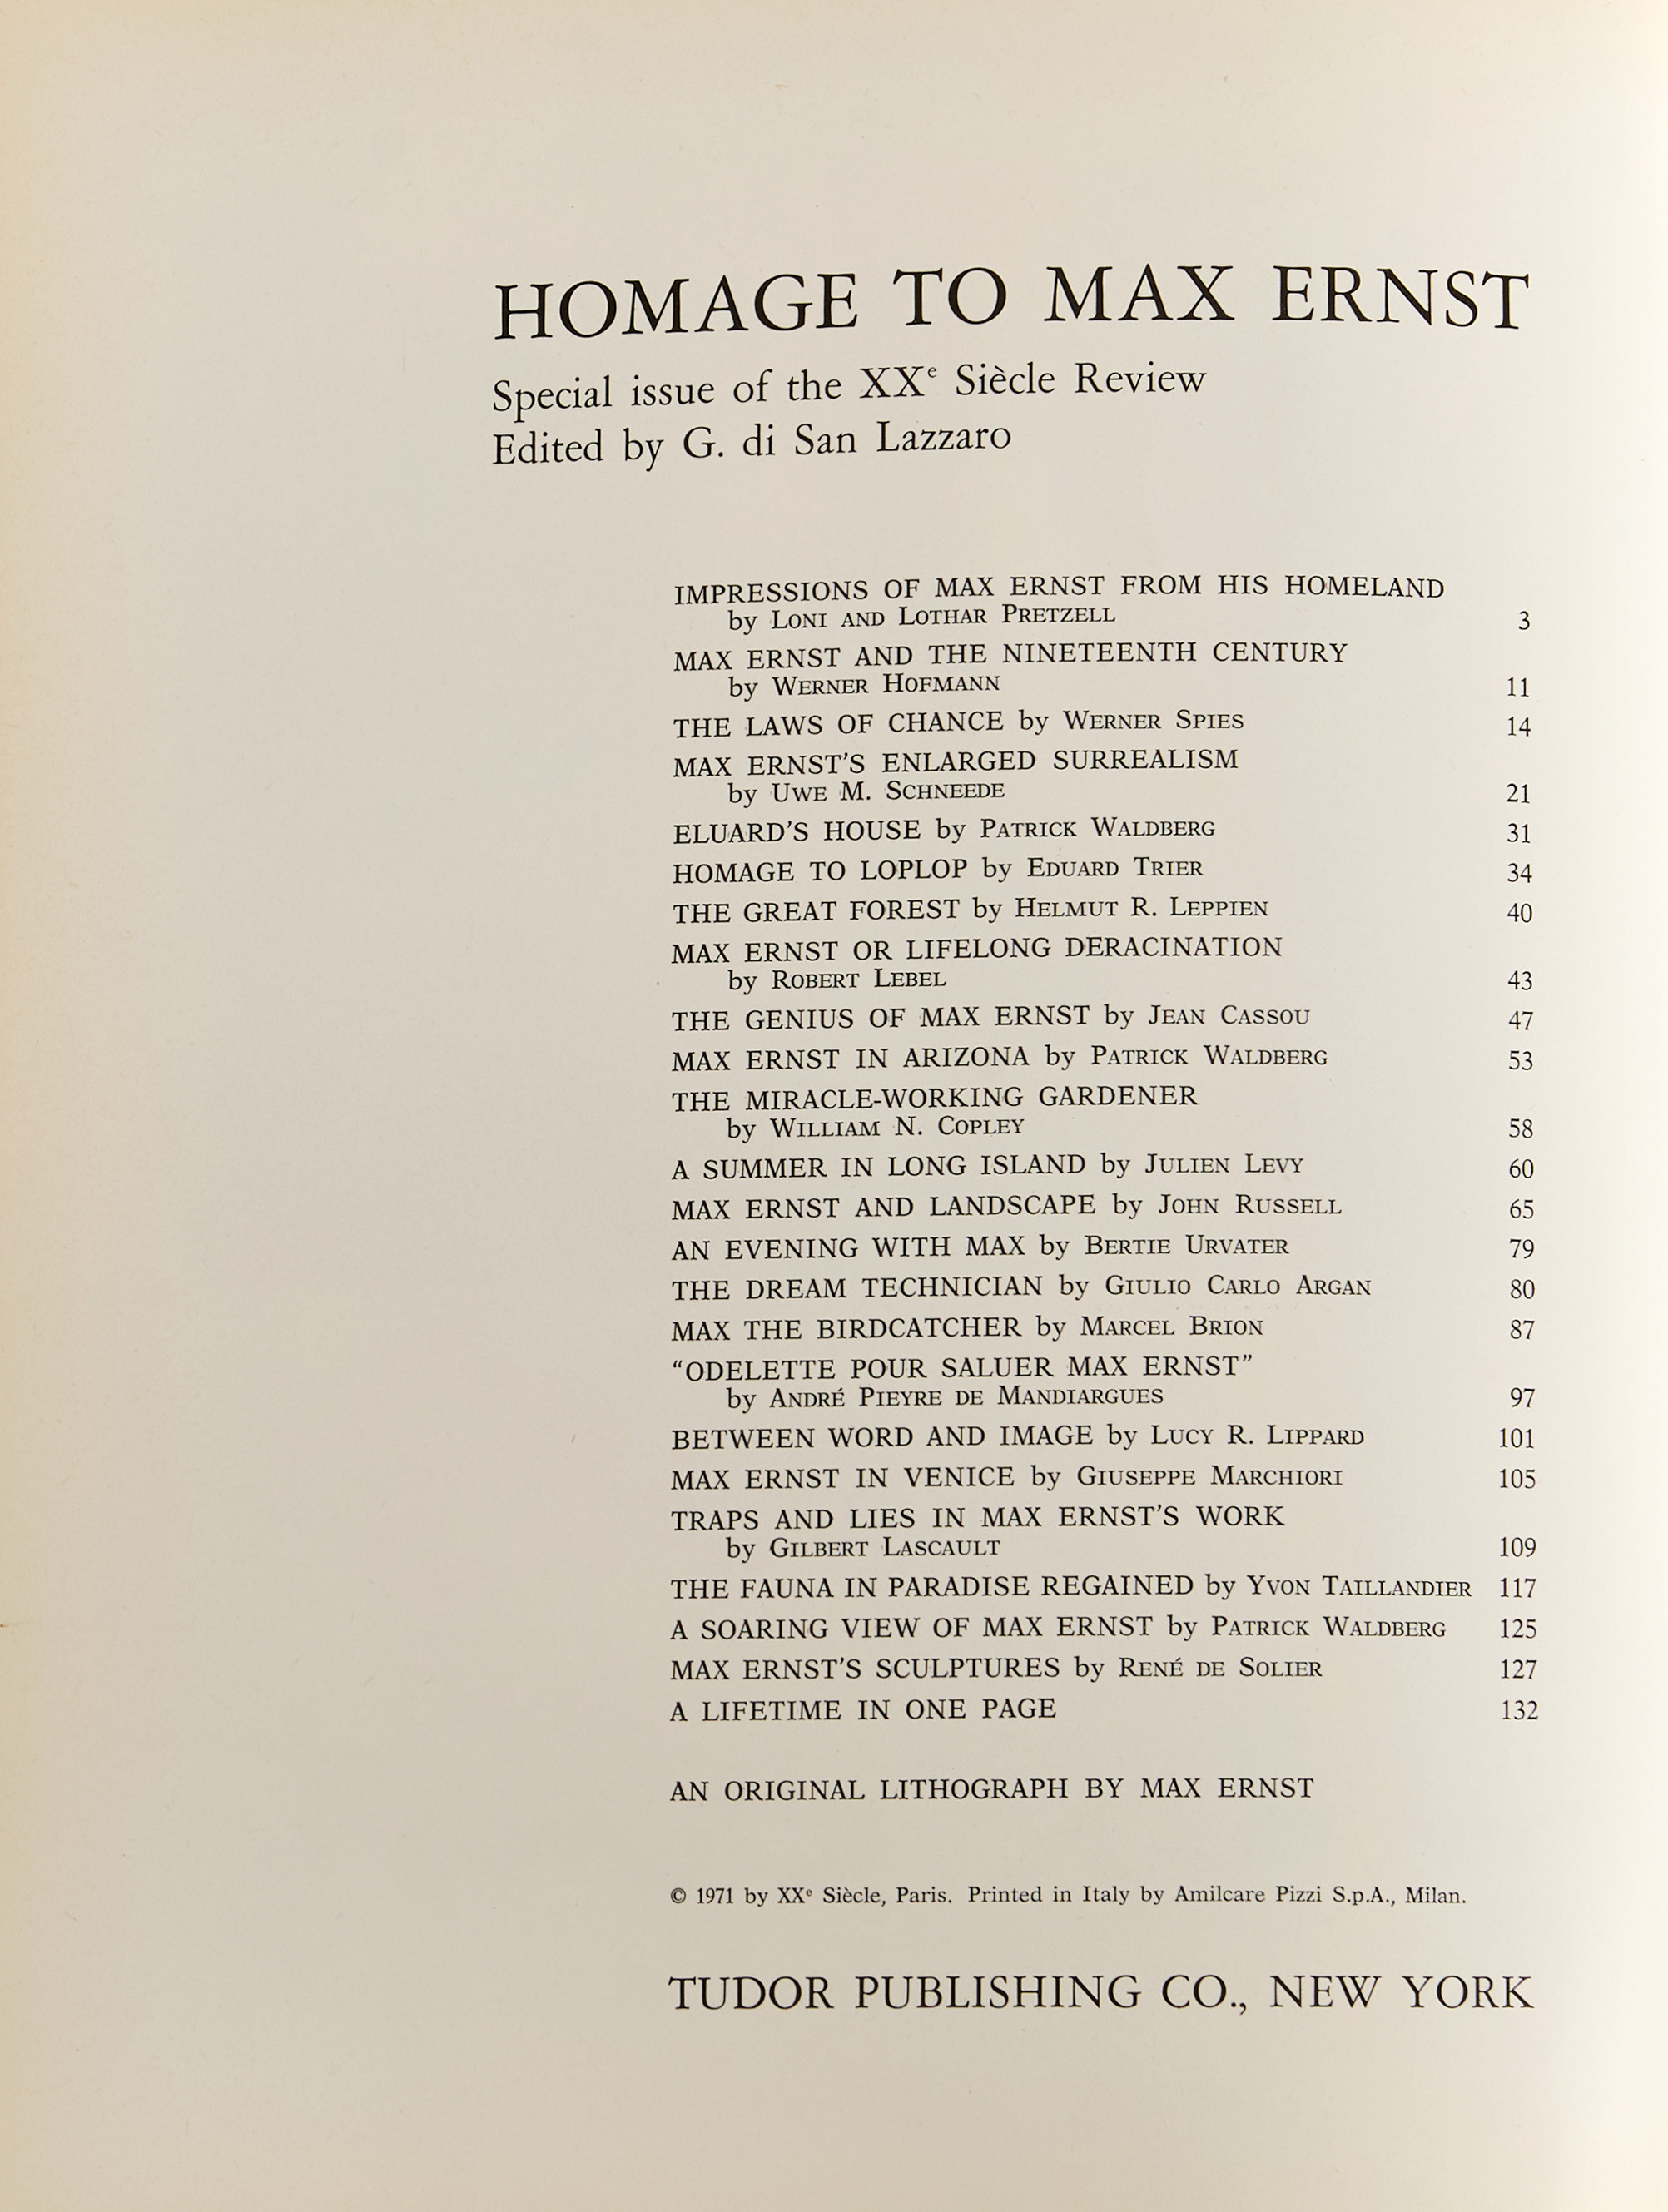 HOMAGE TO MAX ERNST
Special issue of the XXe Siècle Review
Edited by G. di San Lazzaro
IMPRESSIONS OF MAX ERNST FROM HIS HOMELAND
by LONI AND LOTHAR PRETZELL 3
MAX ERNST AND THE NINETEENTH CENTURY
by WERNER HOFMANN 11
THE LAWS OF CHANCE by WERNER SPIES 14
MAX ERNST'S ENLARGED SURREALISM
by UWE M. SCHNEEDE 21
ELUARD'S HOUSE by PATRICK WALDBERG 31
HOMAGE TO LOPLOP by EDUARD TRIER 34
THE GREAT FOREST by HELMUT R. LEPPIEN 40
MAX ERNST OR LIFELONG DERACINATION
by ROBERT LEBEL 43
THE GENIUS OF MAX ERNST by JEAN CASSOU 47
MAX ERNST IN ARIZONA by PATRICK WALDBERG 53
THE MIRACLE-WORKING GARDENER
by WILLIAM N. COPLEY 58
A SUMMER IN LONG ISLAND by JULIEN LEVY 60
MAX ERNST AND LANDSCAPE by JOHN RUSSELL 65
AN EVENING WITH MAX by BERTIE URVATER 79
THE DREAM TECHNICIAN by GIULIO CARLO ARGAN 80
MAX THE BIRDCATCHER by MARCEL BRION 87
“ODELETTE POUR SALUER MAX ERNST”
by ANDRÉ PIEYRE DE MANDIARGUES 97
BETWEEN WORD AND IMAGE by LUCY R. LIPPARD 101
MAX ERNST IN VENICE by GIUSEPPE MARCHIORI 105
TRAPS AND LIES IN MAX ERNST'S WORK
by GILBERT LASCAULT 109
THE FAUNA IN PARADISE REGAINED by YVON TAILLANDIER 117
A SOARING VIEW OF MAX ERNST by PATRICK WALDBERG 125
MAX ERNST'S SCULPTURES by RENÉ DE SOLIER 127
A LIFETIME IN ONE PAGE 132
AN ORIGINAL LITHOGRAPH BY MAX ERNST
© 1971 by XXe Siècle, Paris. Printed in Italy by Amilcare Pizzi S.p.A., Milan.
TUDOR PUBLISHING CO., NEW YORK